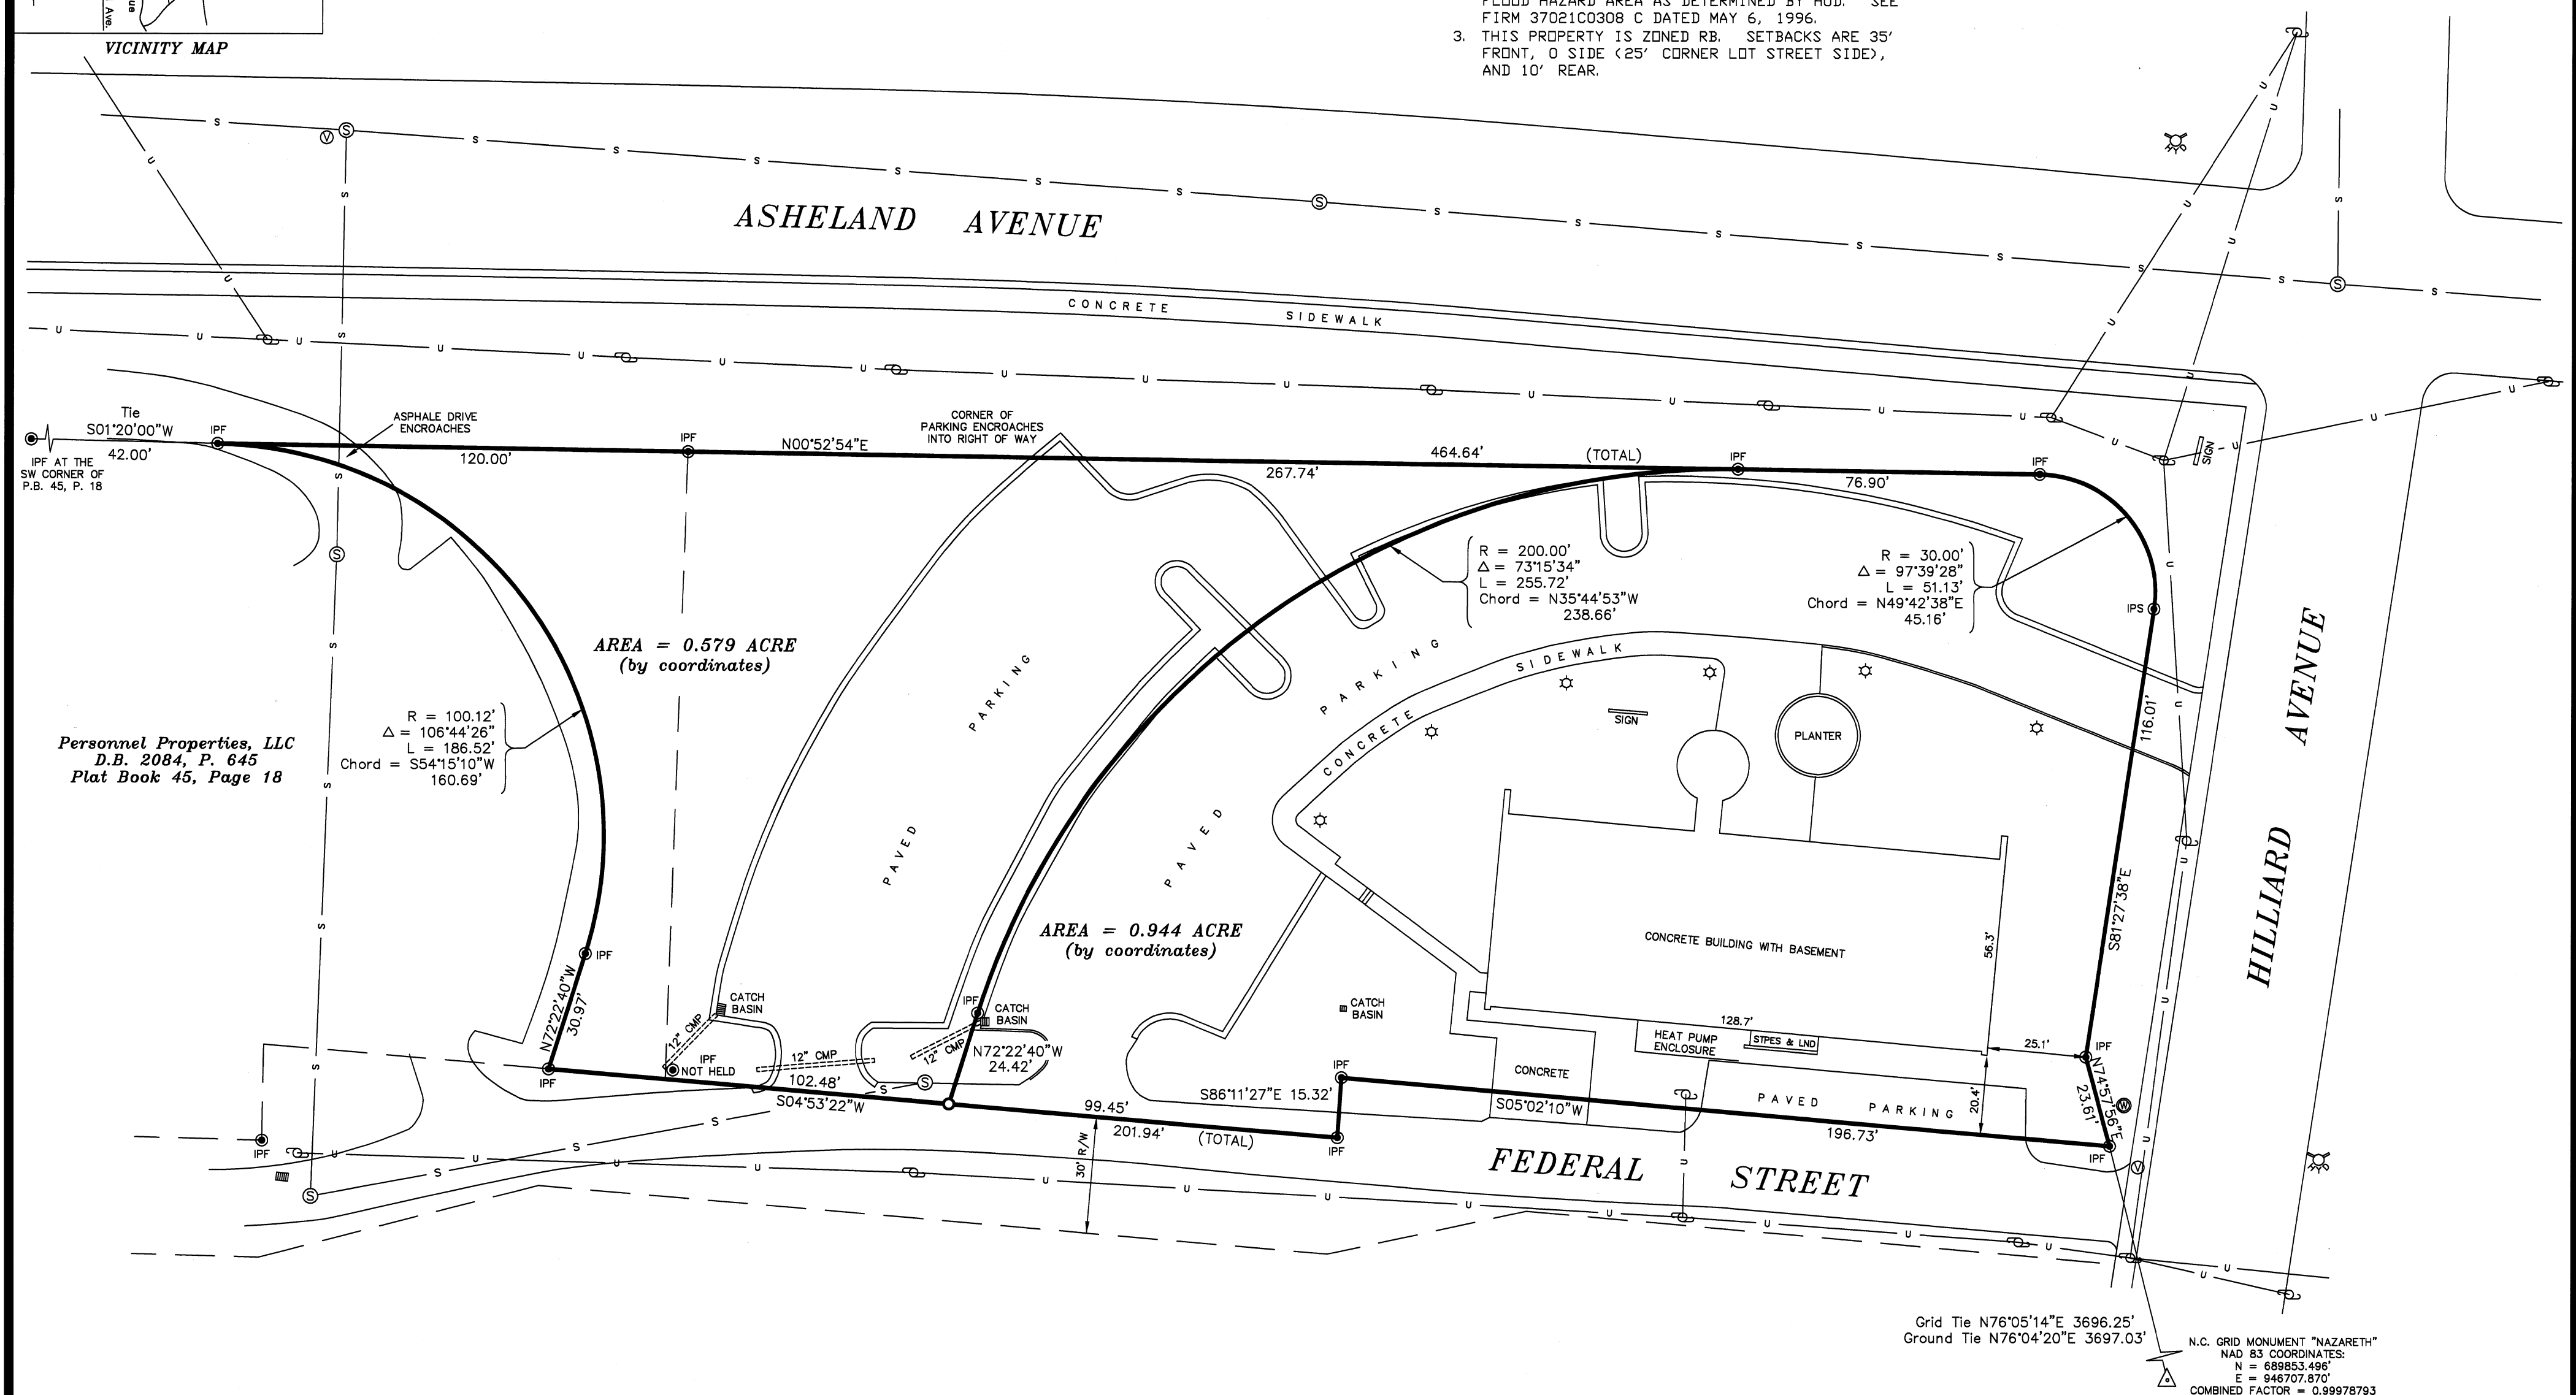 Ave.
ue
VICINITY MAP
FLOOD HAZARD AREA AS DETERMINED BY HUD. SEE
FIRM 37021C0308 C DATED MAY 6, 1996.
3. THIS PROPERTY IS ZONED RB. SETBACKS ARE 35'
FRONT, 0 SIDE (25' CORNER LOT STREET SIDE),
AND 10' REAR.
ASHELAND AVENUE
CONCRETE SIDEWALK
Tie
S01°20'00"W
42.00'
IPF AT THE
SW CORNER OF
P.B. 45, P. 18
IPF
ASPHALE DRIVE
ENCROACHES
120.00'
IPF
N00°52'54"E
CORNER OF
PARKING ENCROACHES
INTO RIGHT OF WAY
267.74'
464.64'
(TOTAL)
IPF
76.90'
IPF
SIGN
R = 200.00'
Δ = 73°15'34"
L = 255.72'
Chord = N35°44'53"W
238.66'
R = 30.00'
Δ = 97°39'28"
L = 51.13'
Chord = N49°42'38"E
45.16'
IPS
HILLIARD AVENUE
AREA = 0.579 ACRE
(by coordinates)
PAVED PARKING
PAVED PARKING
CONCRETE SIDEWALK
SIGN
PLANTER
116.01'
S81°27'38"E
R = 100.12'
Δ = 106°44'26"
L = 186.52'
Chord = S54°15'10"W
160.69'
Personnel Properties, LLC
D.B. 2084, P. 645
Plat Book 45, Page 18
AREA = 0.944 ACRE
(by coordinates)
CONCRETE BUILDING WITH BASEMENT
56.3'
128.7'
IPF
N72°22'40"W
30.97'
IPF
12" CMP
CATCH
BASIN
IPF
NOT HELD
12" CMP
12" CMP
IPF
CATCH
BASIN
N72°22'40"W
24.42'
CATCH
BASIN
HEAT PUMP
ENCLOSURE
STPES & LND
25.1'
IPF
N74°57'56"E
23.61'
W
102.48'
S04°53'22"W
99.45'
201.94'
(TOTAL)
30' R/W
S86°11'27"E 15.32'
IPF
IPF
CONCRETE
S05°02'10"W
PAVED PARKING
20.4'
196.73'
IPF
IPF
FEDERAL STREET
Grid Tie N76°05'14"E 3696.25'
Ground Tie N76°04'20"E 3697.03'
N.C. GRID MONUMENT "NAZARETH"
NAD 83 COORDINATES:
N = 689853.496'
E = 946707.870'
COMBINED FACTOR = 0.99978793